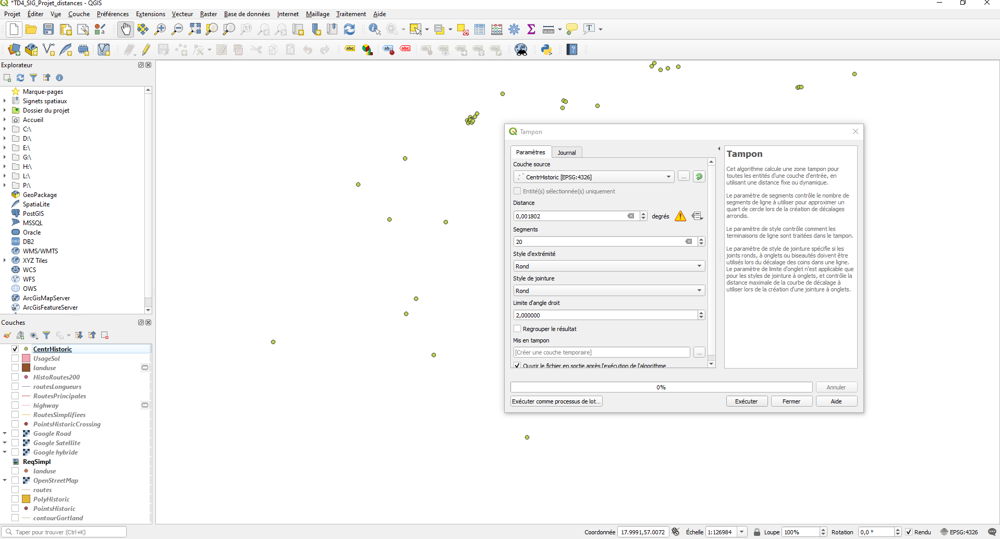 *TD4_SIG_Projet_distances - QGIS
Projet Éditer Vue Couche Préférences Extensions Vecteur Raster Base de données Internet Maillage Traitement Aide
Explorateur
Marque-pages
Signets spatiaux
Dossier du projet
Accueil
C:\
D:\
E:\
G:\
H:\
L:\
P:\
GeoPackage
SpatiaLite
PostGIS
MSSQL
Oracle
DB2
WMS/WMTS
XYZ Tiles
WCS
WFS
OWS
ArcGisMapServer
ArcGisFeatureServer
Couches
CentrHistoric
UsageSol
landuse
HistoRoutes200
routesLongueurs
RoutesPrincipales
highway
RoutesSimplifiees
PointsHistoricCrossing
Google Road
Google Satellite
Google hybride
ReqSimpl
landuse
OpenStreetMap
routes
PolyHistoric
PointsHistoric
contourGortland
Tampon
Paramètres
Journal
Couche source
CentrHistoric [EPSG:4326]
...
Entité(s) sélectionnée(s) uniquement
Distance
0,001802
degrés
Segments
20
Style d'extrémité
Rond
Style de jointure
Rond
Limite d'angle droit
2,000000
Regrouper le résultat
Mis en tampon
[Créer une couche temporaire]
...
Ouvrir le fichier en sortie après l'exécution de l'algorithme
Tampon
Cet algorithme calcule une zone tampon pour
toutes les entités d'une couche d'entrée, en
utilisant une distance fixe ou dynamique.
Le paramètre de segments contrôle le nombre de
segments de ligne à utiliser pour approximer un
quart de cercle lors de la création de décalages
arrondis.
Le paramètre de style contrôle comment les
terminaisons de ligne sont traitées dans le tampon.
Le paramètre de style de jointure spécifie si les
joints ronds, à onglets ou biseautés doivent être
utilisés lors du décalage des coins dans une ligne.
Le paramètre de limite d'onglet n'est applicable que
pour les styles de jointure à onglets, et contrôle la
distance maximale de la courbe de décalage à
utiliser lors de la création d'une jointure à onglets.
0%
Annuler
Exécuter comme processus de lot...
Exécuter
Fermer
Aide
Taper pour trouver (Ctrl+K)
Coordonnée 17.9991,57.0072 Échelle 1:126984 Loupe 100% Rotation 0,0 ° Rendu EPSG:4326